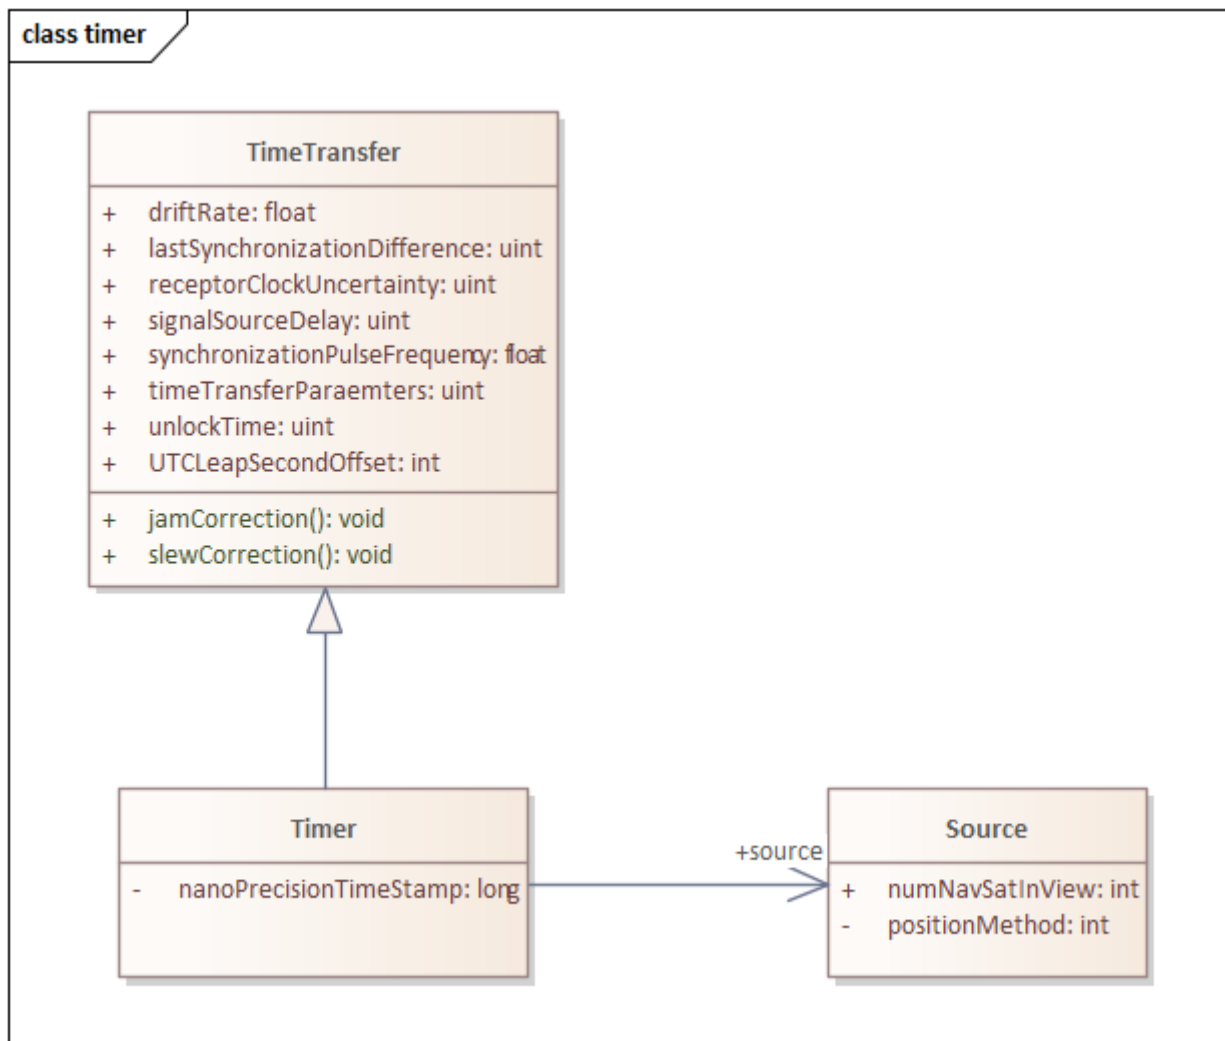 class timer
TimeTransfer
+ driftRate: float
+ lastSynchronizationDifference: uint
+ receptorClockUncertainty: uint
+ signalSourceDelay: uint
+ synchronizationPulseFrequency: float
+ timeTransferParaemters: uint
+ unlockTime: uint
+ UTCLeapSecondOffset: int
+ jamCorrection(): void
+ slewCorrection(): void
Timer
- nanoPrecisionTimeStamp: long
+source
Source
+ numNavSatInView: int
- positionMethod: int